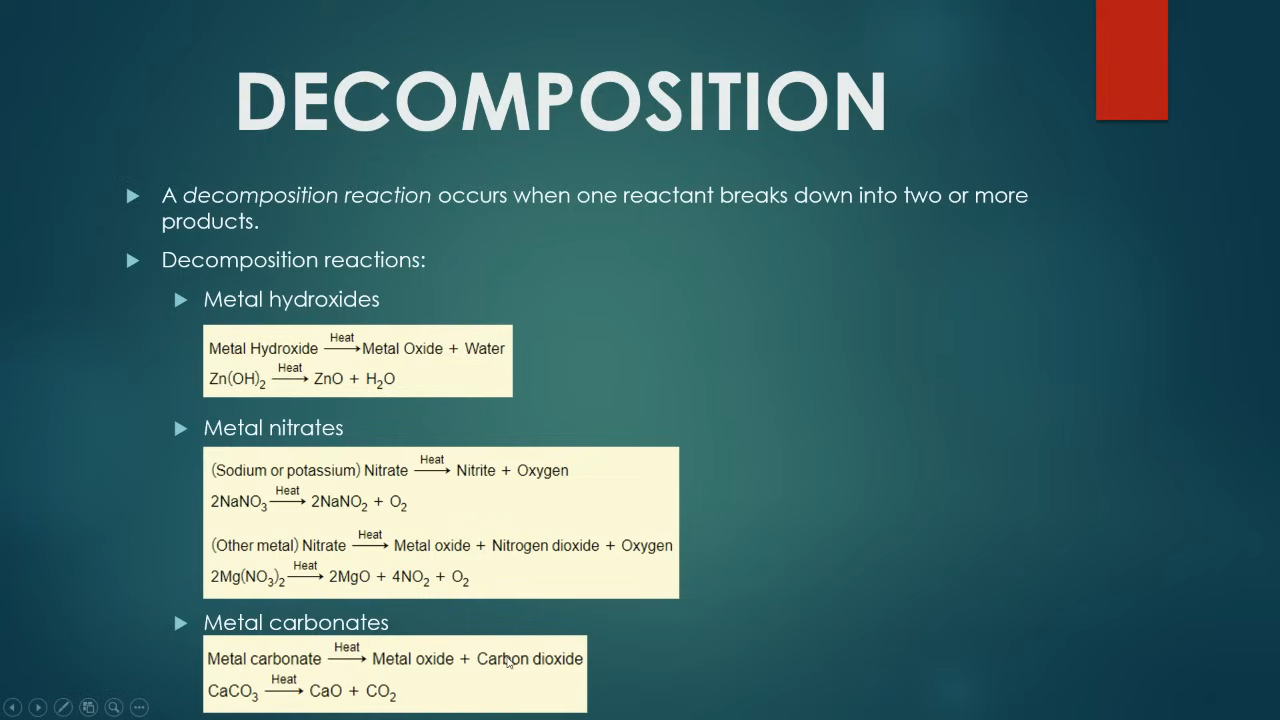 DECOMPOSITION
A decomposition reaction occurs when one reactant breaks down into two or more
products.
Decomposition reactions:
Metal hydroxides
Metal Hydroxide Heat⟶ Metal Oxide + Water
Zn(OH)₂ Heat⟶ ZnO + H₂O
Metal nitrates
(Sodium or potassium) Nitrate Heat⟶ Nitrite + Oxygen
2NaNO₃ Heat⟶ 2NaNO₂ + O₂
(Other metal) Nitrate Heat⟶ Metal oxide + Nitrogen dioxide + Oxygen
2Mg(NO₃)₂ Heat⟶ 2MgO + 4NO₂ + O₂
Metal carbonates
Metal carbonate Heat⟶ Metal oxide + Carbon dioxide
CaCO₃ Heat⟶ CaO + CO₂